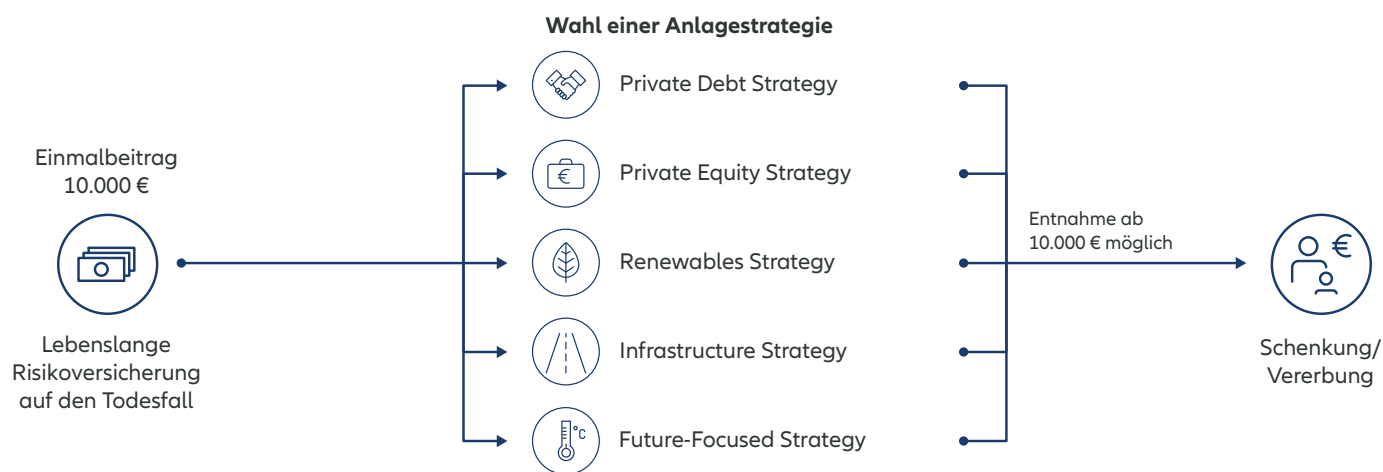 Wahl einer Anlagestrategie
Private Debt Strategy
Einmalbeitrag
10.000 €
Private Equity Strategy
€
Entnahme ab
10.000 € möglich
Renewables Strategy
€
Lebenslange
Risikoversicherung
auf den Todesfall
Infrastructure Strategy
Schenkung/
Vererbung
°C
Future-Focused Strategy